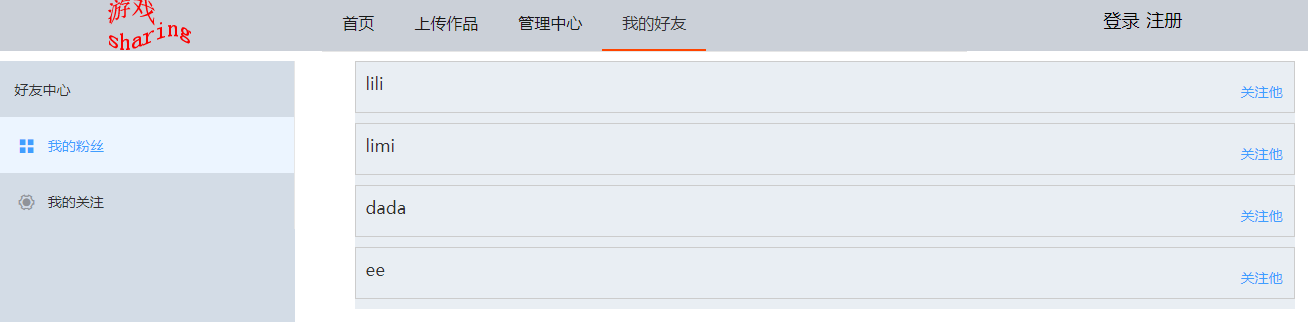 游戏
sharing
首页 上传作品 管理中心 我的好友
登录 注册
好友中心
我的粉丝
我的关注
lili
关注他
limi
关注他
dada
关注他
ee
关注他